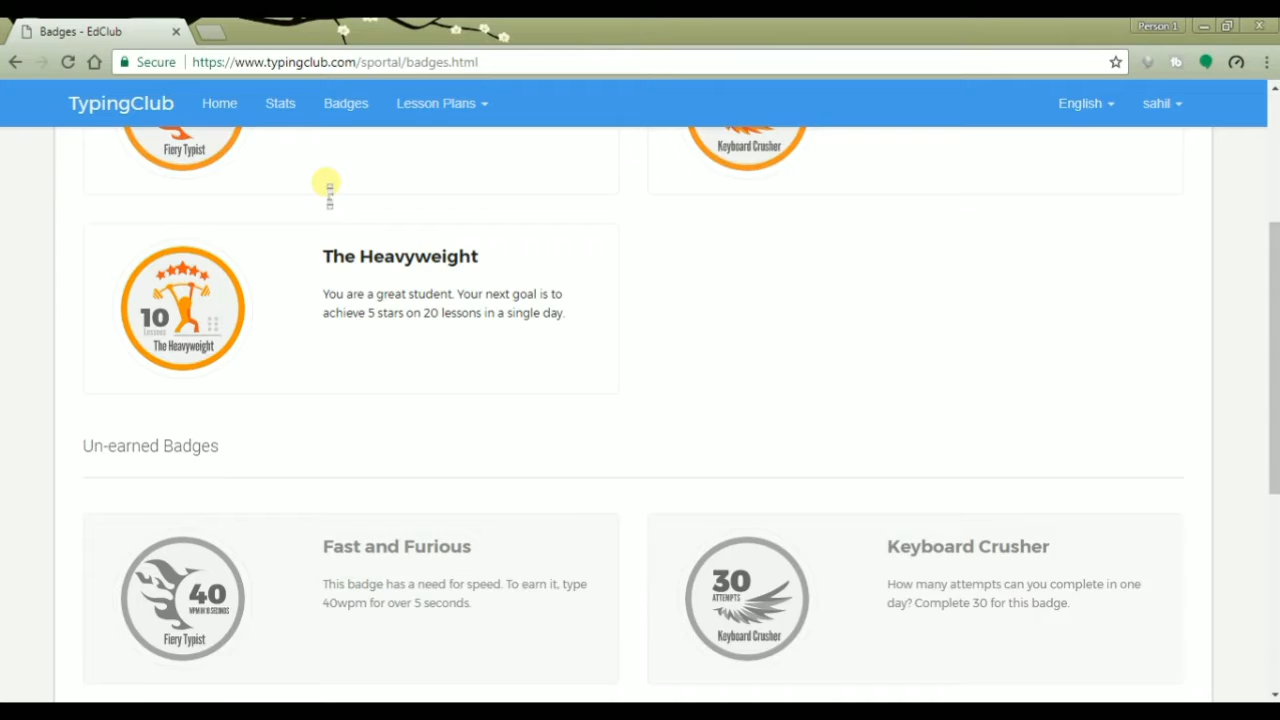 Badges - EdClub
Person 1
Secure https://www.typingclub.com/sportal/badges.html
TypingClub Home Stats Badges Lesson Plans English sahil
Fiery Typist
Keyboard Crusher
10
Lessons
The Heavyweight
The Heavyweight
You are a great student. Your next goal is to
achieve 5 stars on 20 lessons in a single day.
Un-earned Badges
40
WPM IN 10 SECONDS
Fiery Typist
Fast and Furious
This badge has a need for speed. To earn it, type
40wpm for over 5 seconds.
30
ATTEMPTS
Keyboard Crusher
Keyboard Crusher
How many attempts can you complete in one
day? Complete 30 for this badge.